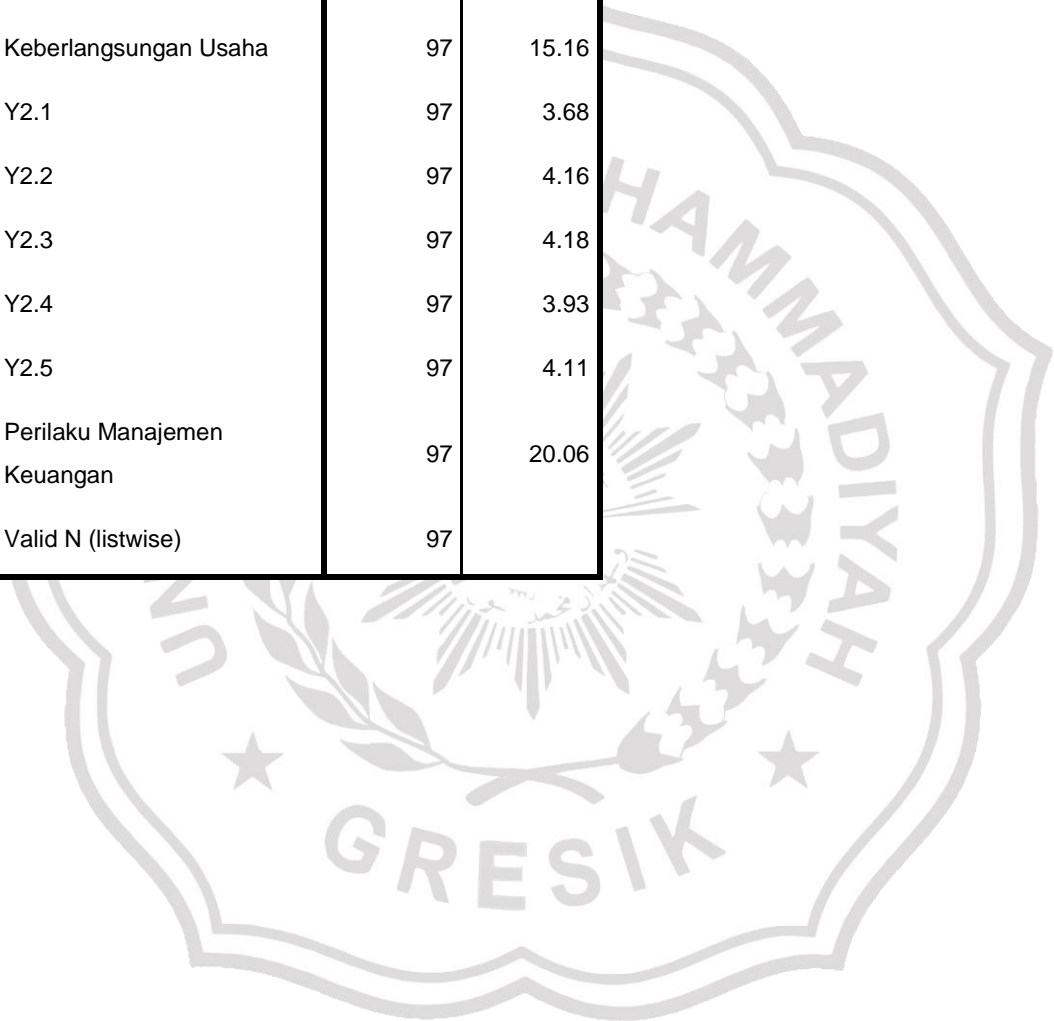 Keberlangsungan Usaha 97 15.16
Y2.1 97 3.68
Y2.2 97 4.16
Y2.3 97 4.18
Y2.4 97 3.93
Y2.5 97 4.11
Perilaku Manajemen
Keuangan 97 20.06
Valid N (listwise) 97
UN
HAMMADIYAH
GRESIK